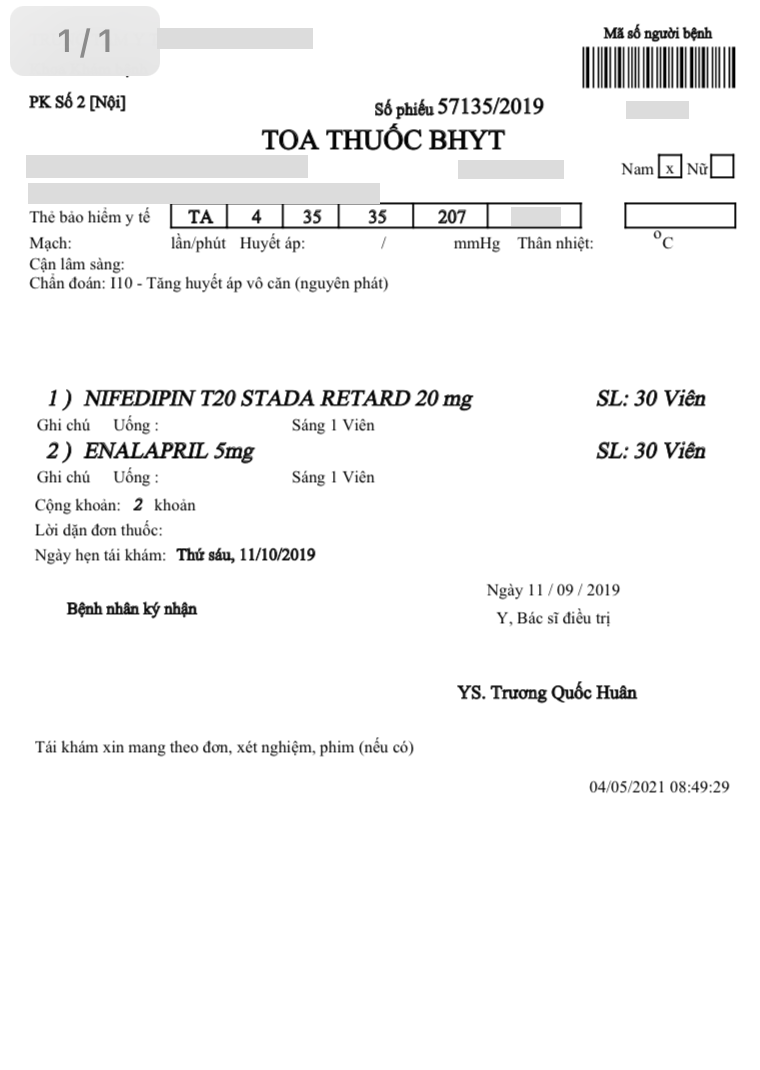 1/1
Mã số người bệnh
PK Số 2 [Nội]
Số phiếu 57135/2019
TOA THUỐC BHYT
Nam x Nữ
Thẻ bảo hiểm y tế TA 4 35 35 207
Mạch: lần/phút Huyết áp: / mmHg Thân nhiệt: °C
Cận lâm sàng:
Chẩn đoán: I10 - Tăng huyết áp vô căn (nguyên phát)
1 ) NIFEDIPIN T20 STADA RETARD 20 mg SL: 30 Viên
Ghi chú Uống : Sáng 1 Viên
2 ) ENALAPRIL 5mg SL: 30 Viên
Ghi chú Uống : Sáng 1 Viên
Cộng khoản: 2 khoản
Lời dặn đơn thuốc:
Ngày hẹn tái khám: Thứ sáu, 11/10/2019
Ngày 11 / 09 / 2019
Bệnh nhân ký nhận
Y, Bác sĩ điều trị
YS. Trương Quốc Huân
Tái khám xin mang theo đơn, xét nghiệm, phim (nếu có)
04/05/2021 08:49:29